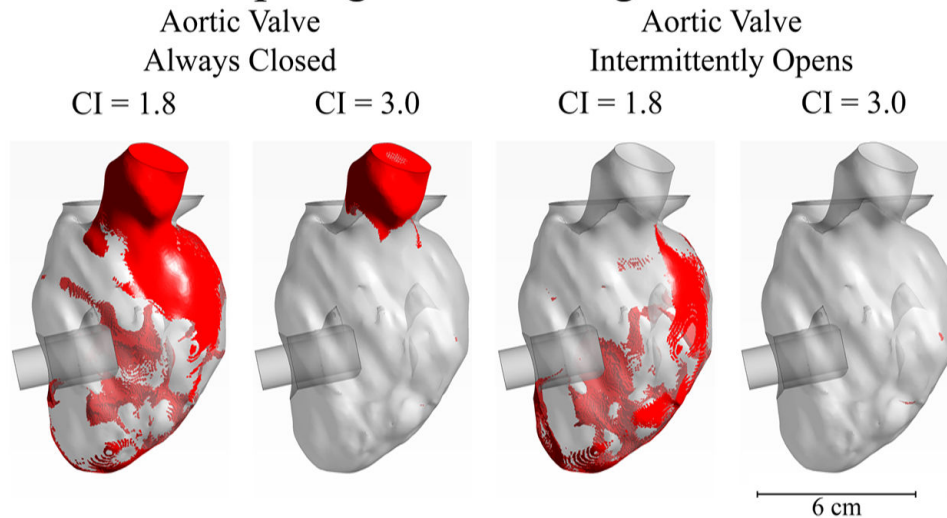 Aortic Valve
Always Closed
Aortic Valve
Intermittently Opens
CI = 1.8
CI = 3.0
CI = 1.8
CI = 3.0
6 cm